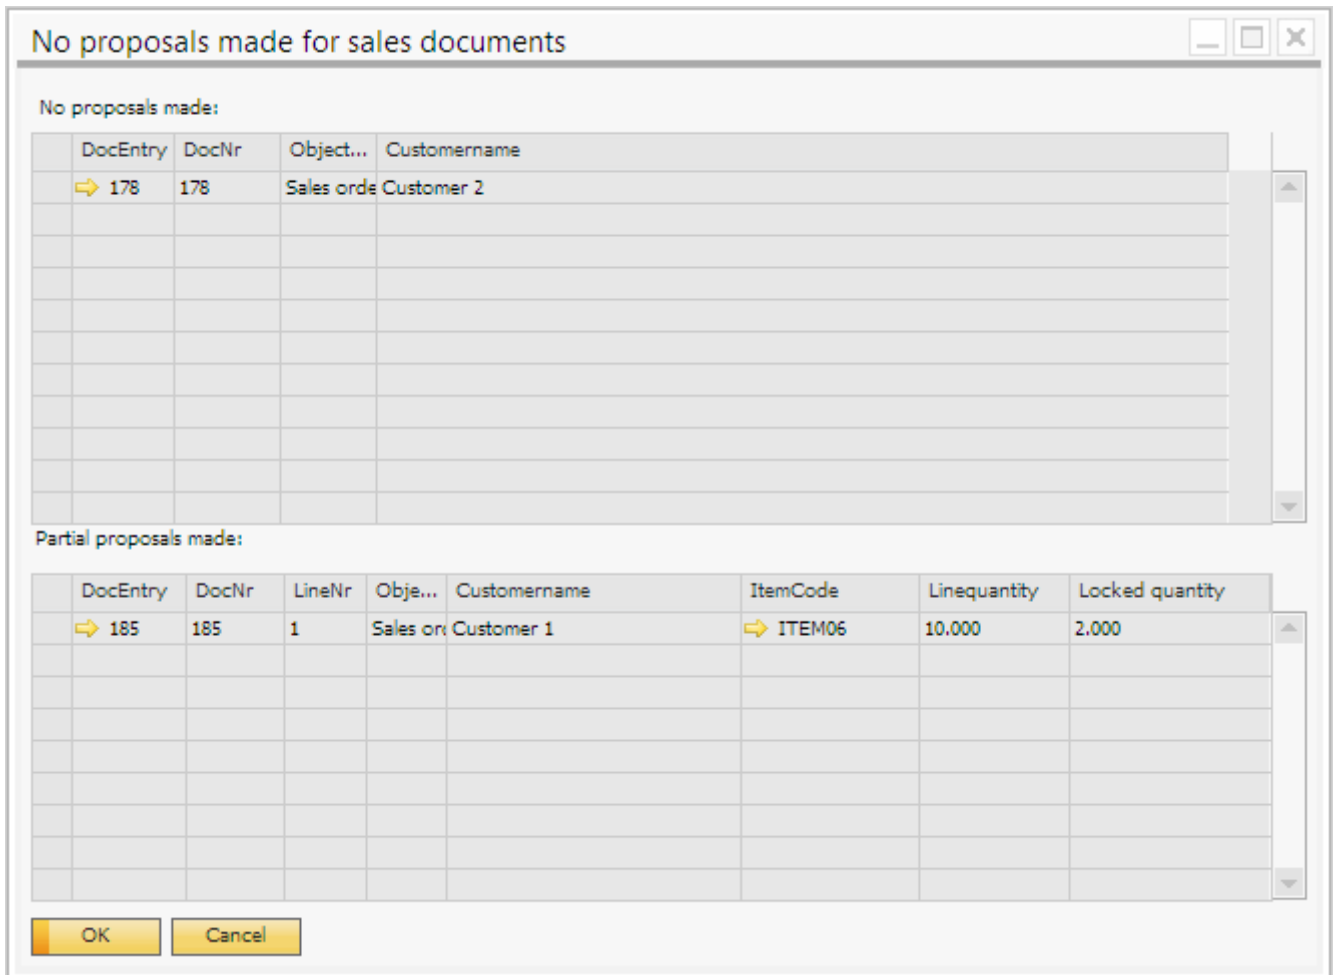 No proposals made for sales documents
No proposals made:
DocEntry DocNr Object... Customername
178 178 Sales orde Customer 2
Partial proposals made:
DocEntry DocNr LineNr Obje... Customername ItemCode Linequantity Locked quantity
185 185 1 Sales ord Customer 1 ITEM06 10.000 2.000
OK Cancel